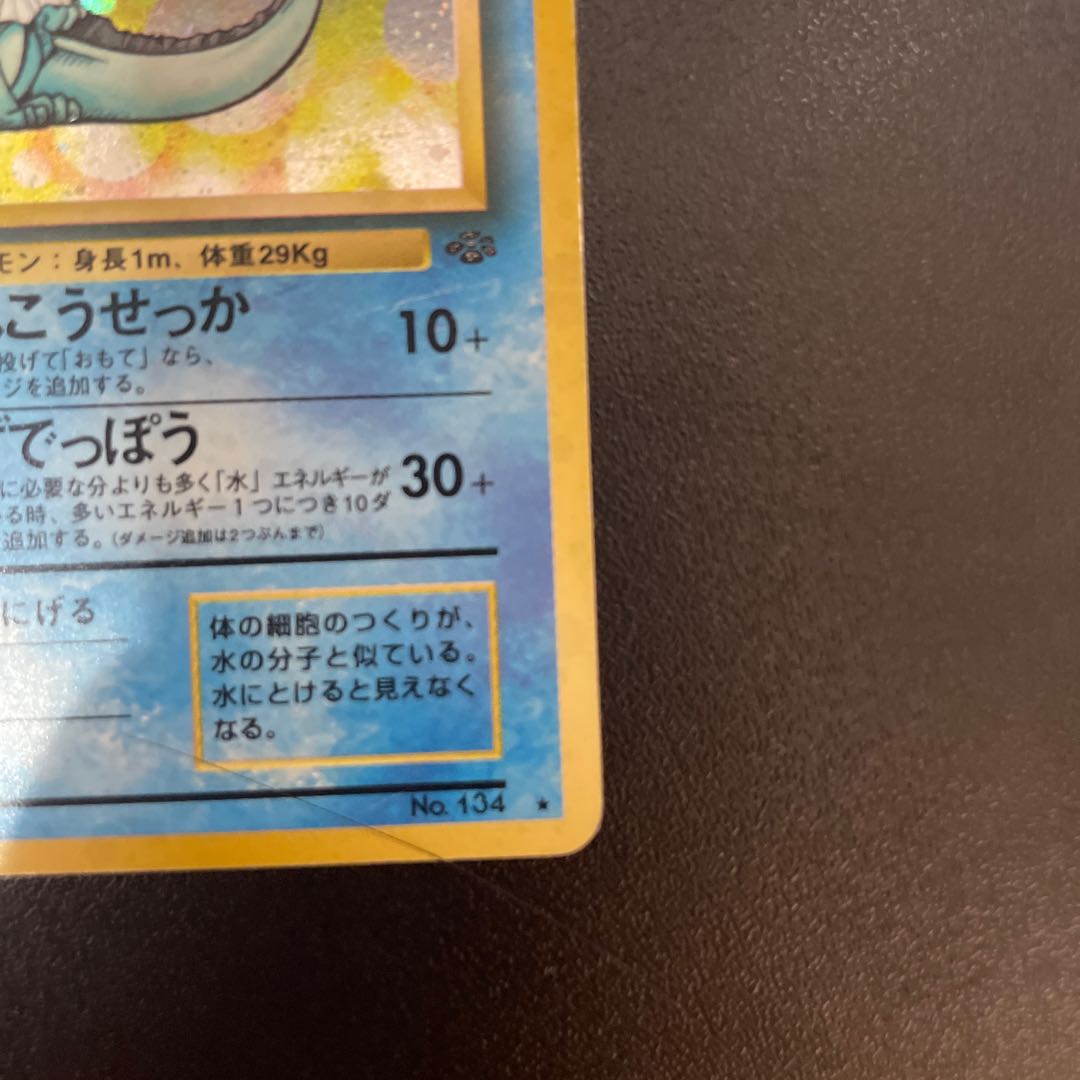 モン：身長1m、体重29Kg
こうせっか 10+
投げて「おもて」なら、
ジを追加する。
でっぽう 30+
に必要な分よりも多く「水」エネルギーが
る時、多いエネルギー1つにつき10ダ
追加する。（ダメージ追加は2つぶんまで）
にげる
体の細胞のつくりが、
水の分子と似ている。
水にとけると見えなく
なる。
No. 134 ★